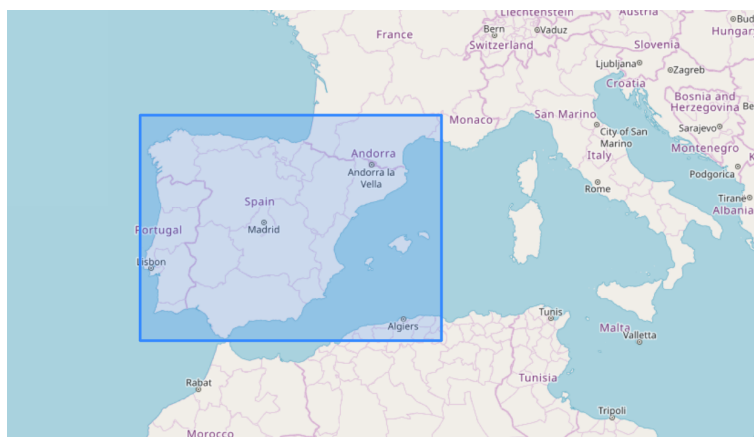 Liechtenstein
Austria
Bern
Vaduz
France
Switzerland
Slovenia
Hungar
Ljubljana
Zagreb
Croatia
Bosnia and
Herzegovina
Monaco
San Marino
City of San
Marino
Sarajevo
Italy
Montenegro
Podgorica
Andorra
Andorra la
Vella
Rome
Tirane
Albania
Spain
Madrid
Portugal
Lisbon
Algiers
Tunis
Malta
Valletta
Rabat
Tunisia
Tripoli
Morocco